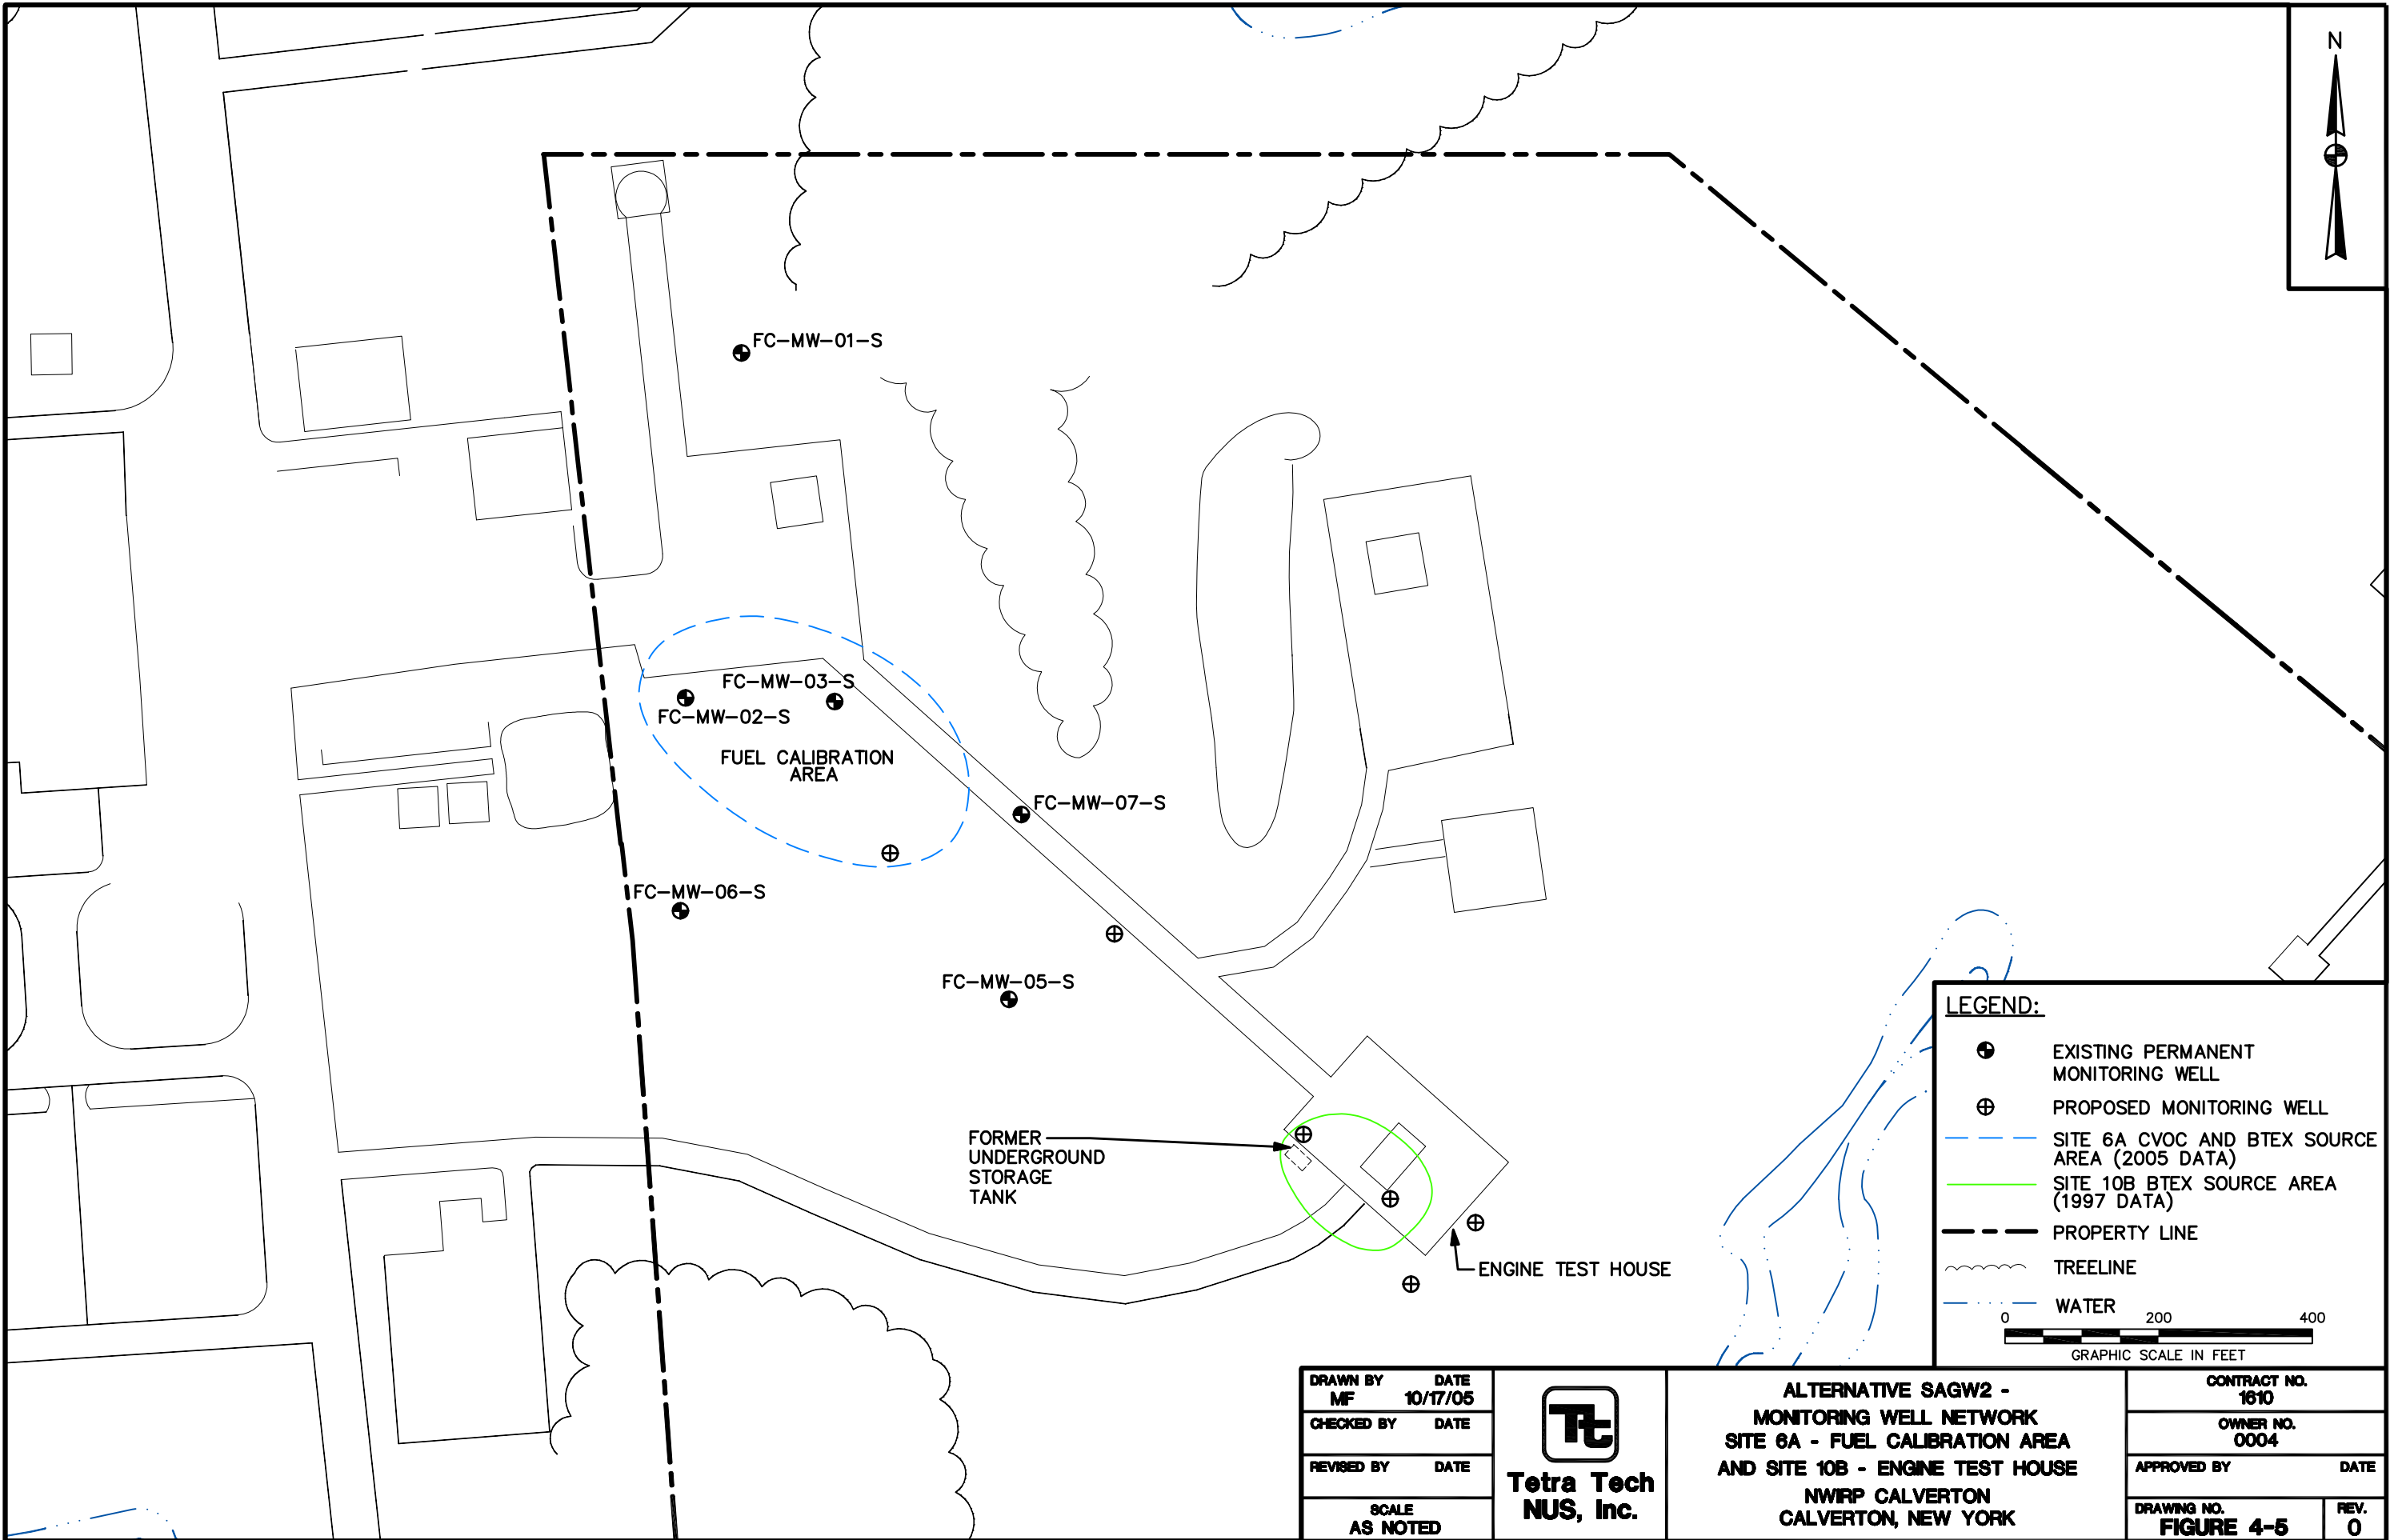 N
FC-MW-01-S
FC-MW-03-S
FC-MW-02-S
FUEL CALIBRATION
AREA
FC-MW-07-S
FC-MW-06-S
FC-MW-05-S
FORMER
UNDERGROUND
STORAGE
TANK
ENGINE TEST HOUSE
LEGEND:
EXISTING PERMANENT
MONITORING WELL
PROPOSED MONITORING WELL
SITE 6A CVOC AND BTEX SOURCE
AREA (2005 DATA)
SITE 10B BTEX SOURCE AREA
(1997 DATA)
PROPERTY LINE
TREELINE
WATER
0 200 400
GRAPHIC SCALE IN FEET
DRAWN BY DATE
MF 10/17/05
CHECKED BY DATE
REVISED BY DATE
SCALE
AS NOTED
Tt
Tetra Tech
NUS, Inc.
ALTERNATIVE SAGW2 -
MONITORING WELL NETWORK
SITE 6A - FUEL CALIBRATION AREA
AND SITE 10B - ENGINE TEST HOUSE
NWIRP CALVERTON
CALVERTON, NEW YORK
CONTRACT NO.
1610
OWNER NO.
0004
APPROVED BY DATE
DRAWING NO.
FIGURE 4-5
REV.
0